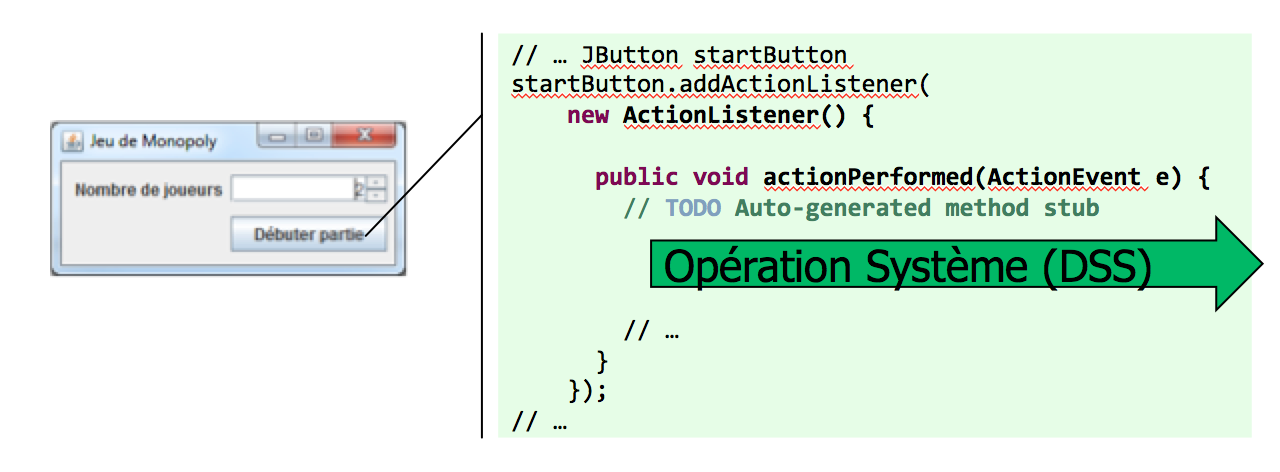 Jeu de Monopoly
Nombre de joueurs 2
Débuter partie
// … JButton startButton
startButton.addActionListener(
new ActionListener() {
public void actionPerformed(ActionEvent e) {
// TODO Auto-generated method stub
Opération Système (DSS)
// …
}
});
// …